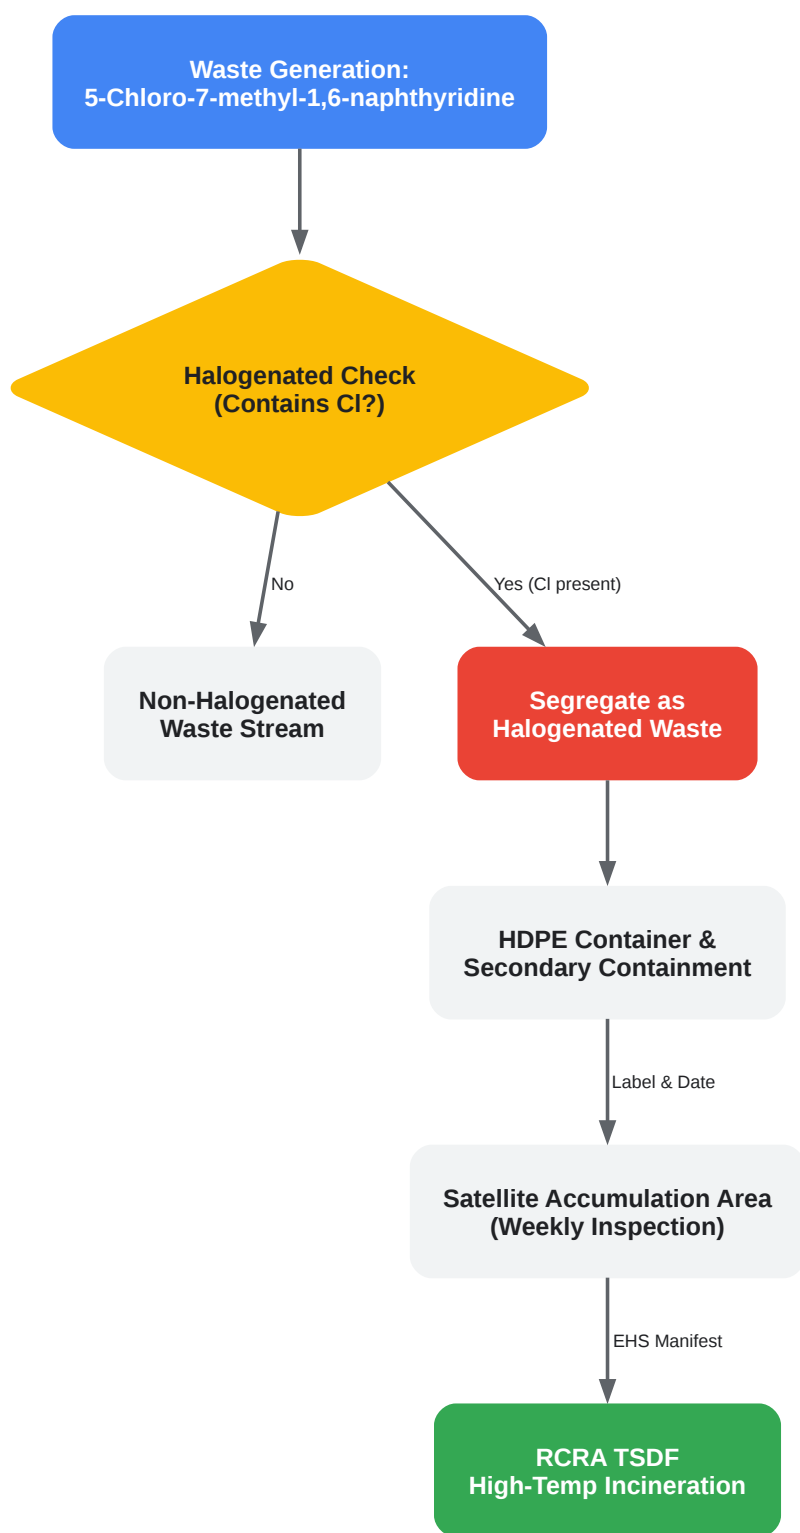 Waste Generation:
5-Chloro-7-methyl-1,6-naphthyridine
Halogenated Check
(Contains Cl?)
No
Yes (Cl present)
Non-Halogenated
Waste Stream
Segregate as
Halogenated Waste
HDPE Container &
Secondary Containment
Label & Date
Satellite Accumulation Area
(Weekly Inspection)
EHS Manifest
RCRA TSDF
High-Temp Incineration